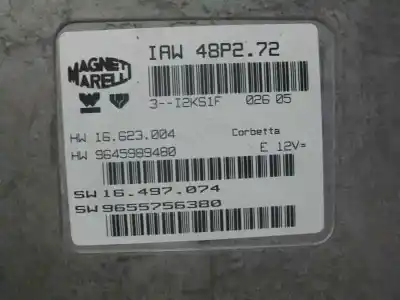 IAW 48P2.72
MAGNETI
MARELLI
3--I2KS1F 026 05
HW 16.623.004 Corbetta
HW 9645989480 E 12V=
SW 16.497.074
SW 9655756380